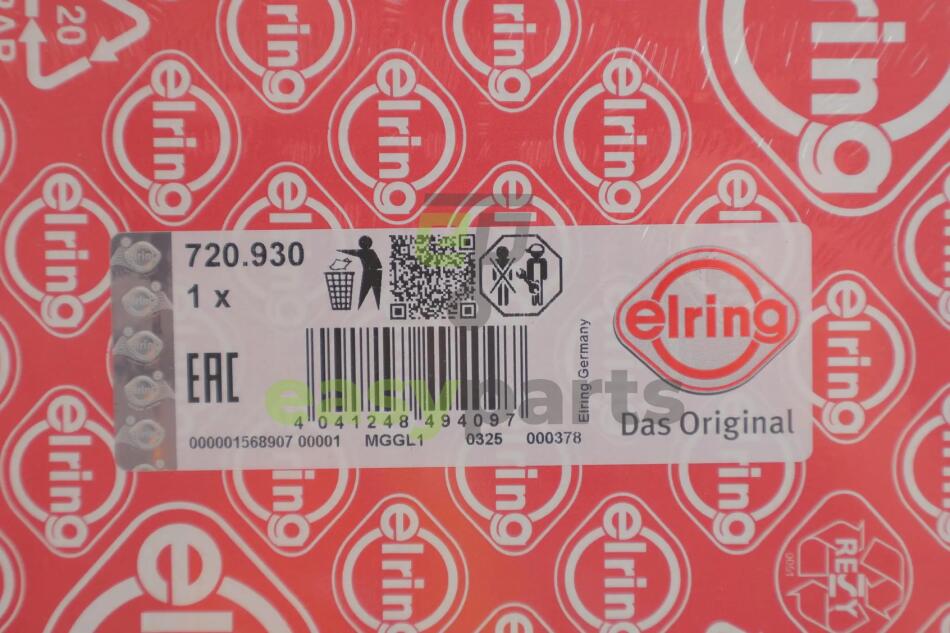 20
PAP
elring
720.930
1 x
EAC
4 041248 494097
000001568907 00001 MGGL1 0325 000378
Elring Germany
elring
Das Original
easyparts
RESY